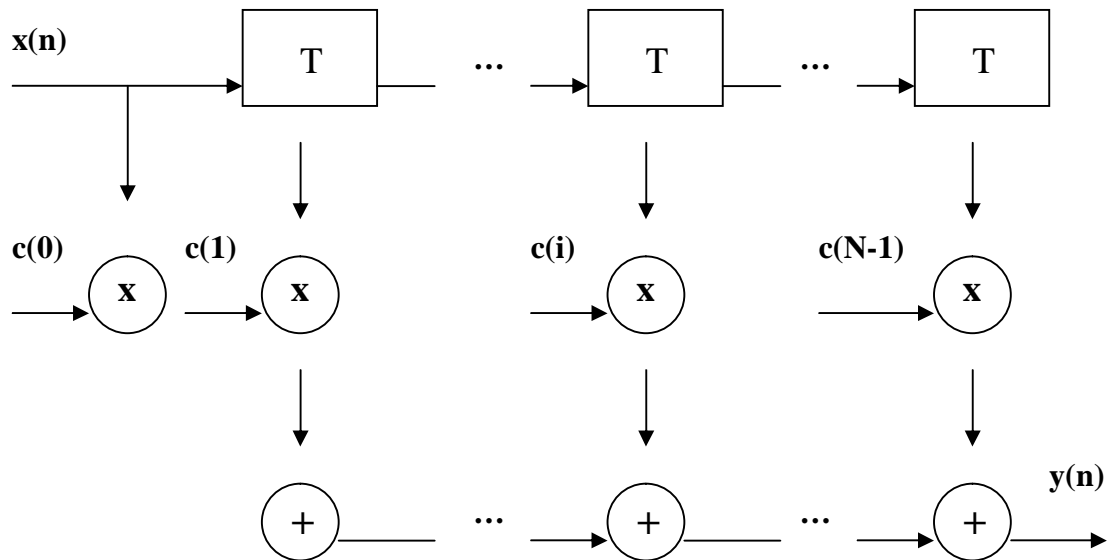 x(n)
T ... T ... T
c(0) c(1) c(i) c(N-1)
x x x x
y(n)
+ ... + ... +